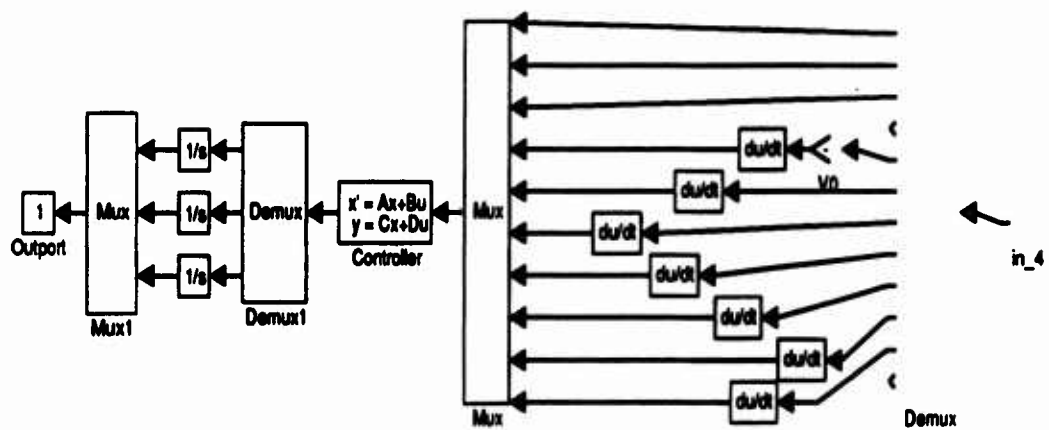 du/dt
1/s
du/dt
1
Mux
1/s
Demux
x' = Ax+Bu
y = Cx+Du
Mux
du/dt
Outport
Controller
in_4
1/s
du/dt
Mux1
Demux1
du/dt
du/dt
du/dt
Mux
Demux